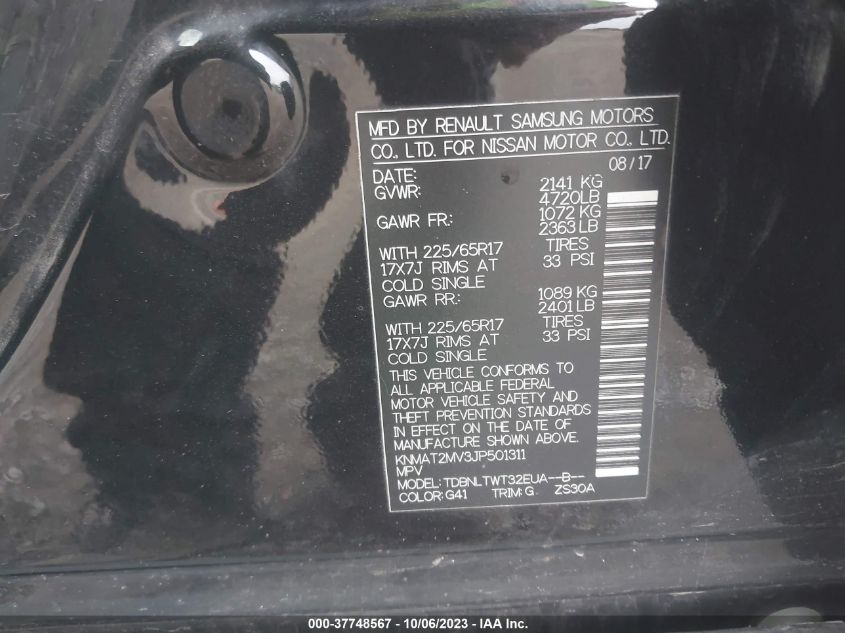 MFD BY RENAULT SAMSUNG MOTORS
CO., LTD. FOR NISSAN MOTOR CO., LTD.
DATE: 08/17
GVWR: 2141 KG
4720LB
GAWR FR.: 1072 KG
2363 LB
WITH 225/65R17 TIRES
17X7J RIMS AT 33 PSI
COLD SINGLE
GAWR RR.: 1089 KG
2401 LB
WITH 225/65R17 TIRES
17X7J RIMS AT 33 PSI
COLD SINGLE
THIS VEHICLE CONFORMS TO
ALL APPLICABLE FEDERAL
MOTOR VEHICLE SAFETY AND
THEFT PREVENTION STANDARDS
IN EFFECT ON THE DATE OF
MANUFACTURE SHOWN ABOVE.
KNMAT2MV3JP501311
MPV
MODEL: TDBNLTWT32EUA--B--
COLOR: G41 TRIM: G ZS30A
000-37748567 - 10/06/2023 - © IAA Inc.